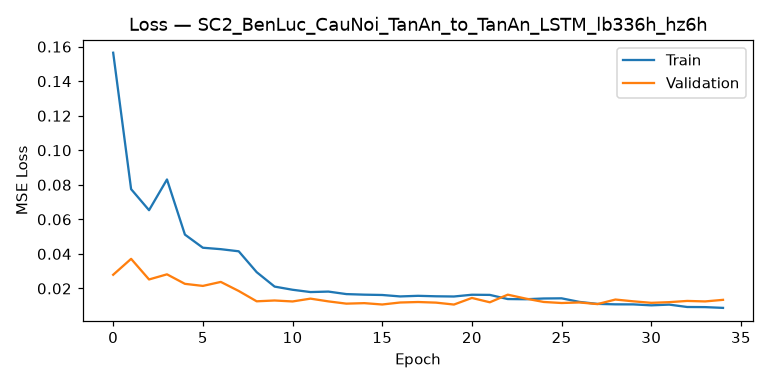 Loss — SC2_BenLuc_CauNoi_TanAn_to_TanAn_LSTM_lb336h_hz6h
Train
Validation
MSE Loss
0.16
0.14
0.12
0.10
0.08
0.06
0.04
0.02
0 5 10 15 20 25 30 35
Epoch